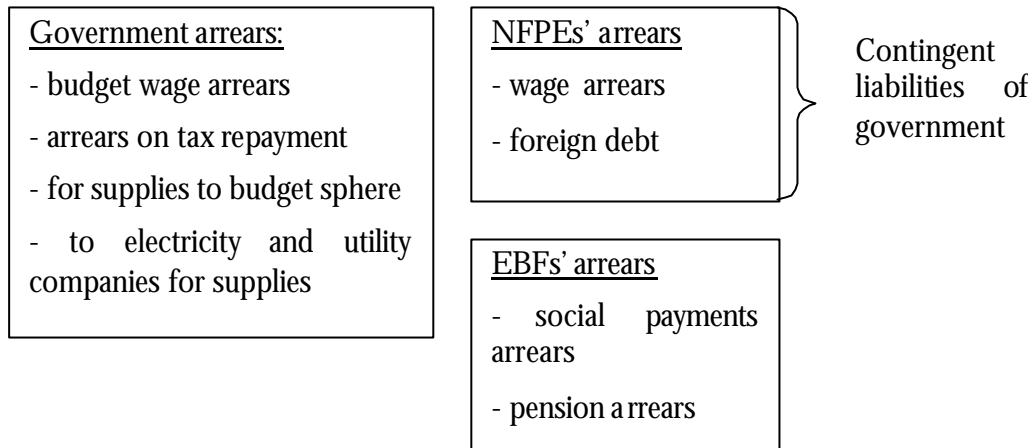 Government arrears:
- budget wage arrears
- arrears on tax repayment
- for supplies to budget sphere
- to electricity and utility
companies for supplies
NFPEs' arrears
- wage arrears
- foreign debt
Contingent
liabilities of
government
EBFs' arrears
- social payments
arrears
- pension arrears